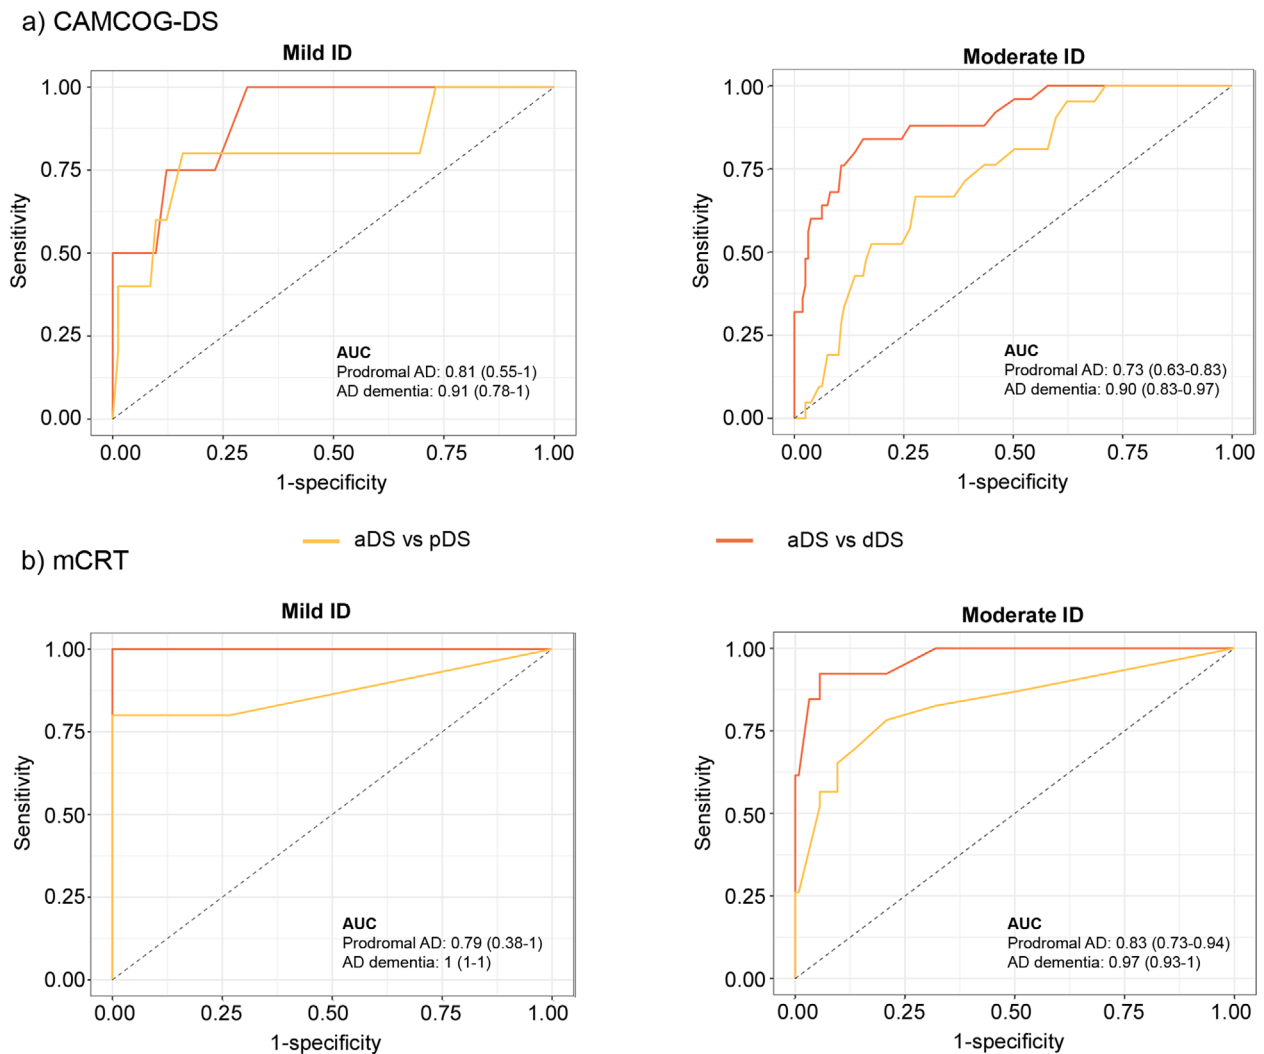 a) CAMCOG-DS
Mild ID
1.00
0.75
0.50
0.25
0.00
Sensitivity
AUC
Prodromal AD: 0.81 (0.55-1)
AD dementia: 0.91 (0.78-1)
0.00 0.25 0.50 0.75 1.00
1-specificity
Moderate ID
1.00
0.75
0.50
0.25
0.00
Sensitivity
AUC
Prodromal AD: 0.73 (0.63-0.83)
AD dementia: 0.90 (0.83-0.97)
0.00 0.25 0.50 0.75 1.00
1-specificity
aDS vs pDS
aDS vs dDS
b) mCRT
Mild ID
1.00
0.75
0.50
0.25
0.00
Sensitivity
AUC
Prodromal AD: 0.79 (0.38-1)
AD dementia: 1 (1-1)
0.00 0.25 0.50 0.75 1.00
1-specificity
Moderate ID
1.00
0.75
0.50
0.25
0.00
Sensitivity
AUC
Prodromal AD: 0.83 (0.73-0.94)
AD dementia: 0.97 (0.93-1)
0.00 0.25 0.50 0.75 1.00
1-specificity